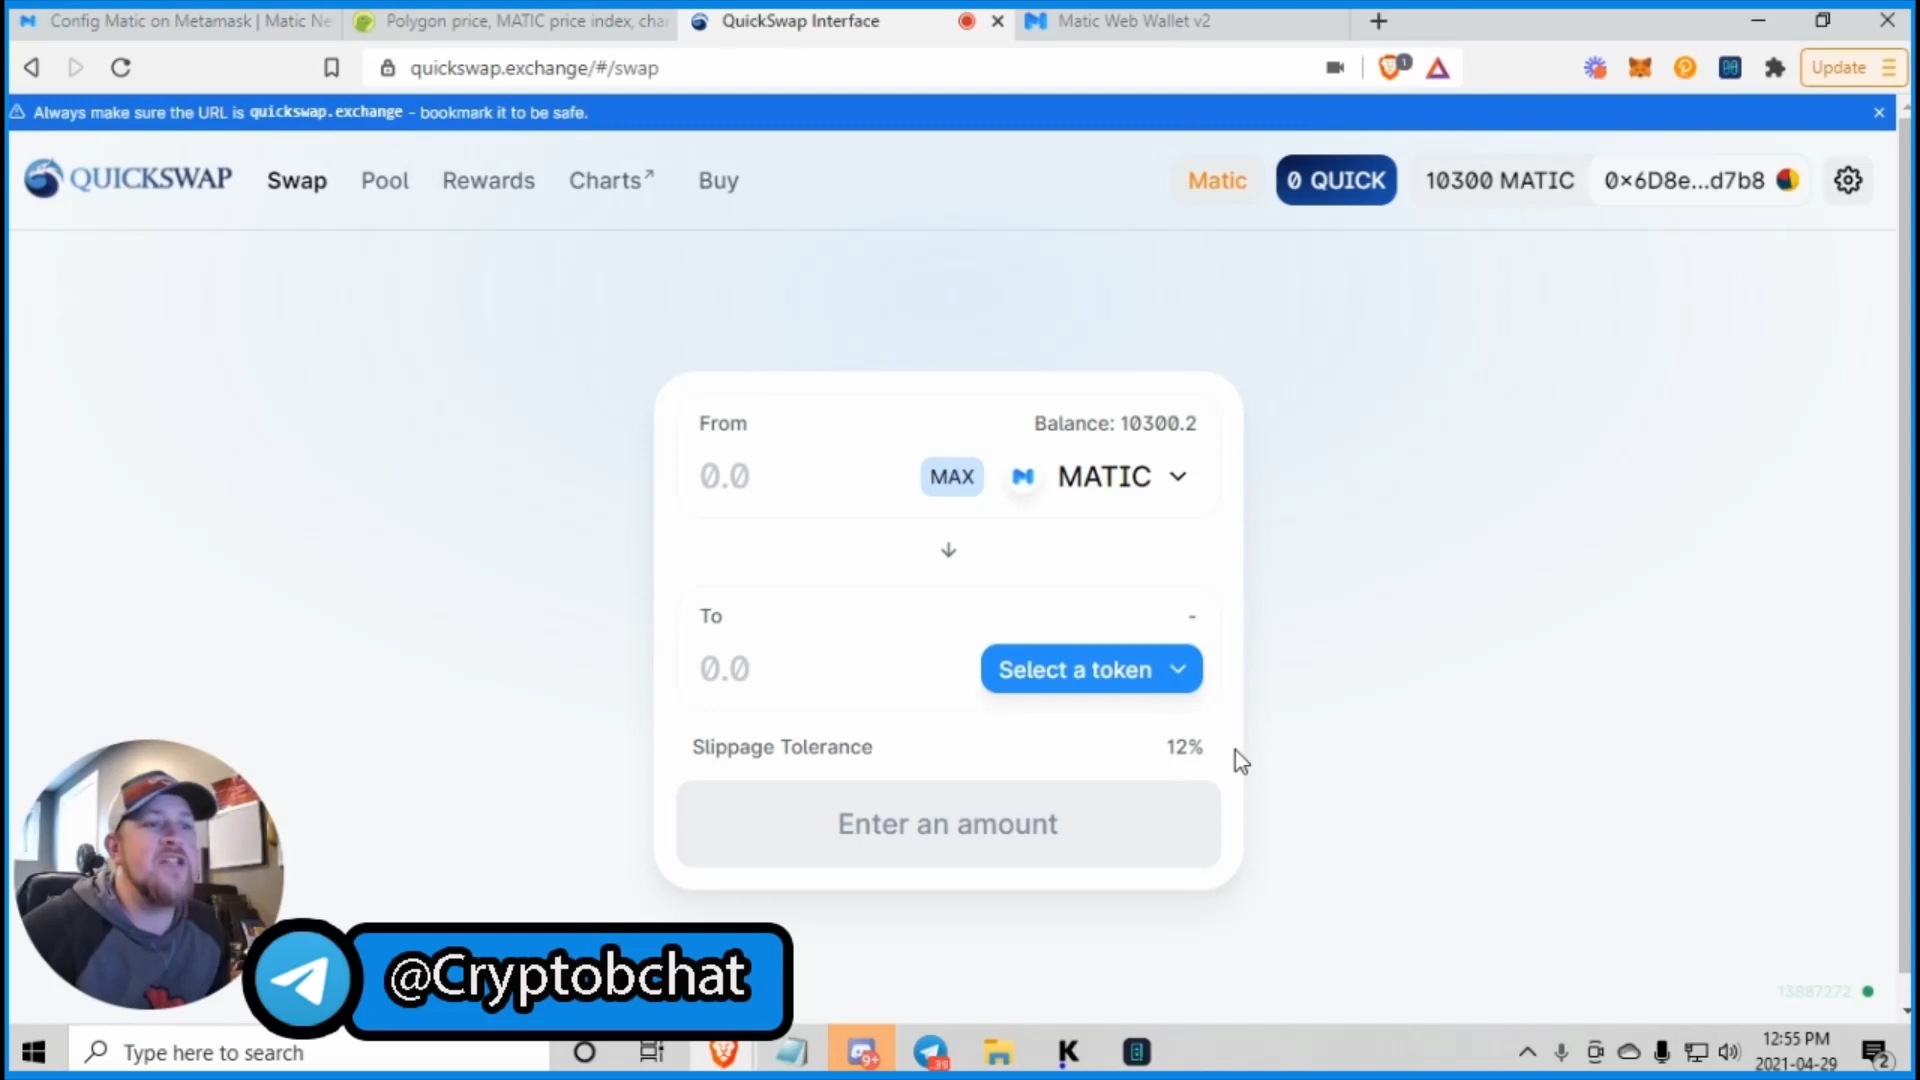 Config Matic on Metamask | Matic Ne
Polygon price, MATIC price index, cha
QuickSwap Interface
Matic Web Wallet v2
quickswap.exchange/#/swap
1
Update
Always make sure the URL is quickswap.exchange - bookmark it to be safe.
QUICKSWAP
Swap
Pool
Rewards
Charts↗
Buy
Matic
0 QUICK
10300 MATIC
0x6D8e...d7b8
From
Balance: 10300.2
0.0
MAX
MATIC
To
-
0.0
Select a token
Slippage Tolerance
12%
Enter an amount
@Cryptobchat
13887272
Type here to search
9+
K
12:55 PM
2021-04-29
2